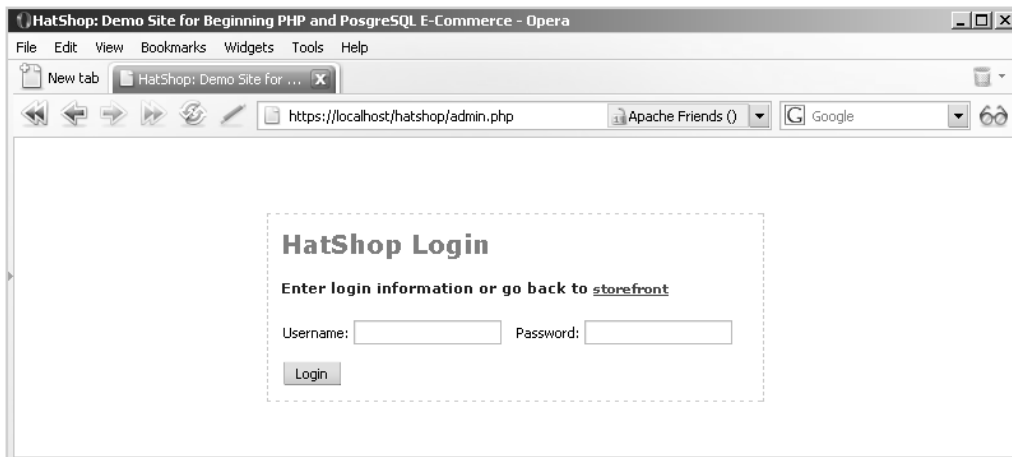 HatShop: Demo Site for Beginning PHP and PosgreSQL E-Commerce - Opera
File Edit View Bookmarks Widgets Tools Help
New tab HatShop: Demo Site for ...
https://localhost/hatshop/admin.php Apache Friends () G Google
HatShop Login
Enter login information or go back to storefront
Username: Password:
Login